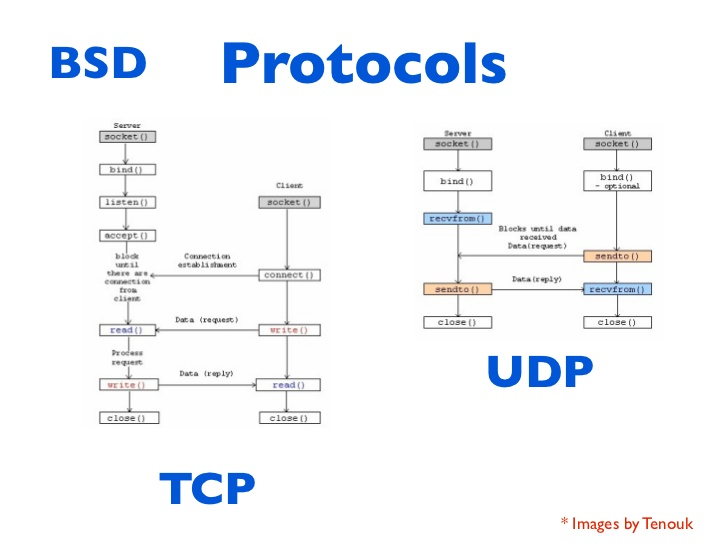 BSD
Protocols
Server
socket()
bind()
listen()
accept()
block
until
there are
connection
from
client
read()
Process
request
write()
close()
Client
socket()
Connection
establishment
connect()
Data (request)
write()
Data (reply)
read()
close()
TCP
Server
socket()
bind()
recvfrom()
sendto()
close()
Client
socket()
bind()
- optional
Blocks until data
received
Data(request)
sendto()
Data(reply)
recvfrom()
close()
UDP
* Images by Tenouk